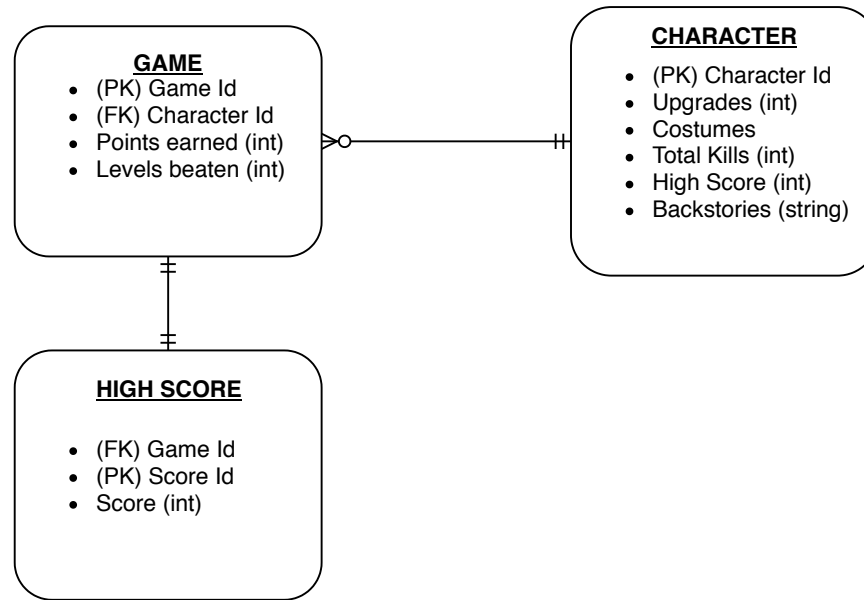 GAME
• (PK) Game Id
• (FK) Character Id
• Points earned (int)
• Levels beaten (int)
CHARACTER
• (PK) Character Id
• Upgrades (int)
• Costumes
• Total Kills (int)
• High Score (int)
• Backstories (string)
HIGH SCORE
• (FK) Game Id
• (PK) Score Id
• Score (int)